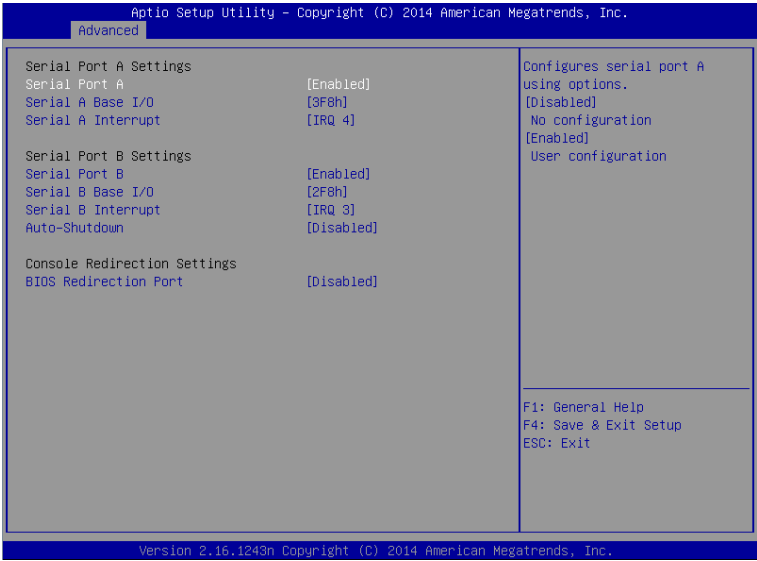 Aptio Setup Utility – Copyright (C) 2014 American Megatrends, Inc.
Advanced
Serial Port A Settings
Serial Port A [Enabled]
Serial A Base I/O [3F8h]
Serial A Interrupt [IRQ 4]
Serial Port B Settings
Serial Port B [Enabled]
Serial B Base I/O [2F8h]
Serial B Interrupt [IRQ 3]
Auto-Shutdown [Disabled]
Console Redirection Settings
BIOS Redirection Port [Disabled]
Configures serial port A
using options.
[Disabled]
No configuration
[Enabled]
User configuration
F1: General Help
F4: Save & Exit Setup
ESC: Exit
Version 2.16.1243n Copyright (C) 2014 American Megatrends, Inc.